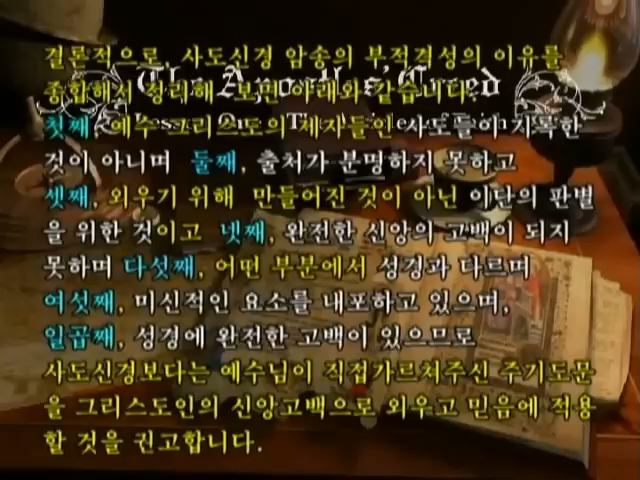 결론적으로, 사도신경 암송의 부적격성의 이유를
The Apostles' Creed
종합해서 정리해 보면 아래와 같습니다.
첫째, 예수 그리스도의 제자들인 사도들이 기록한
것이 아니며 둘째, 출처가 분명하지 못하고
셋째, 외우기 위해 만들어진 것이 아닌 이단의 판별
을 위한 것이고 넷째, 완전한 신앙의 고백이 되지
못하며 다섯째, 어떤 부분에서 성경과 다르며
여섯째, 미신적인 요소를 내포하고 있으며,
일곱째, 성경에 완전한 고백이 있으므로
사도신경보다는 예수님이 직접가르쳐주신 주기도문
을 그리스도인의 신앙고백으로 외우고 믿음에 적용
할 것을 권고합니다.